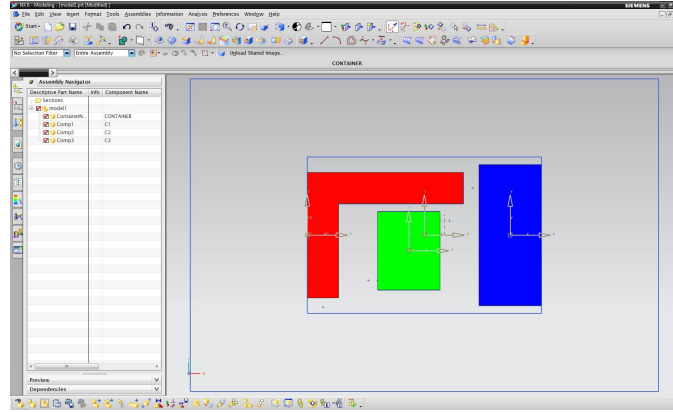 NX 8 - Modeling - [model1.prt (Modified) ]
SIEMENS
File Edit View Insert Format Tools Assemblies Information Analysis Preferences Window Help
Start
No Selection Filter Entire Assembly Upload Shared Image...
CONTAINER
Assembly Navigator
Descriptive Part Name Info Component Name
Sections
model1
ContainerN... CONTAINER
Comp1 C1
Comp2 C2
Comp3 C3
Preview
Dependencies